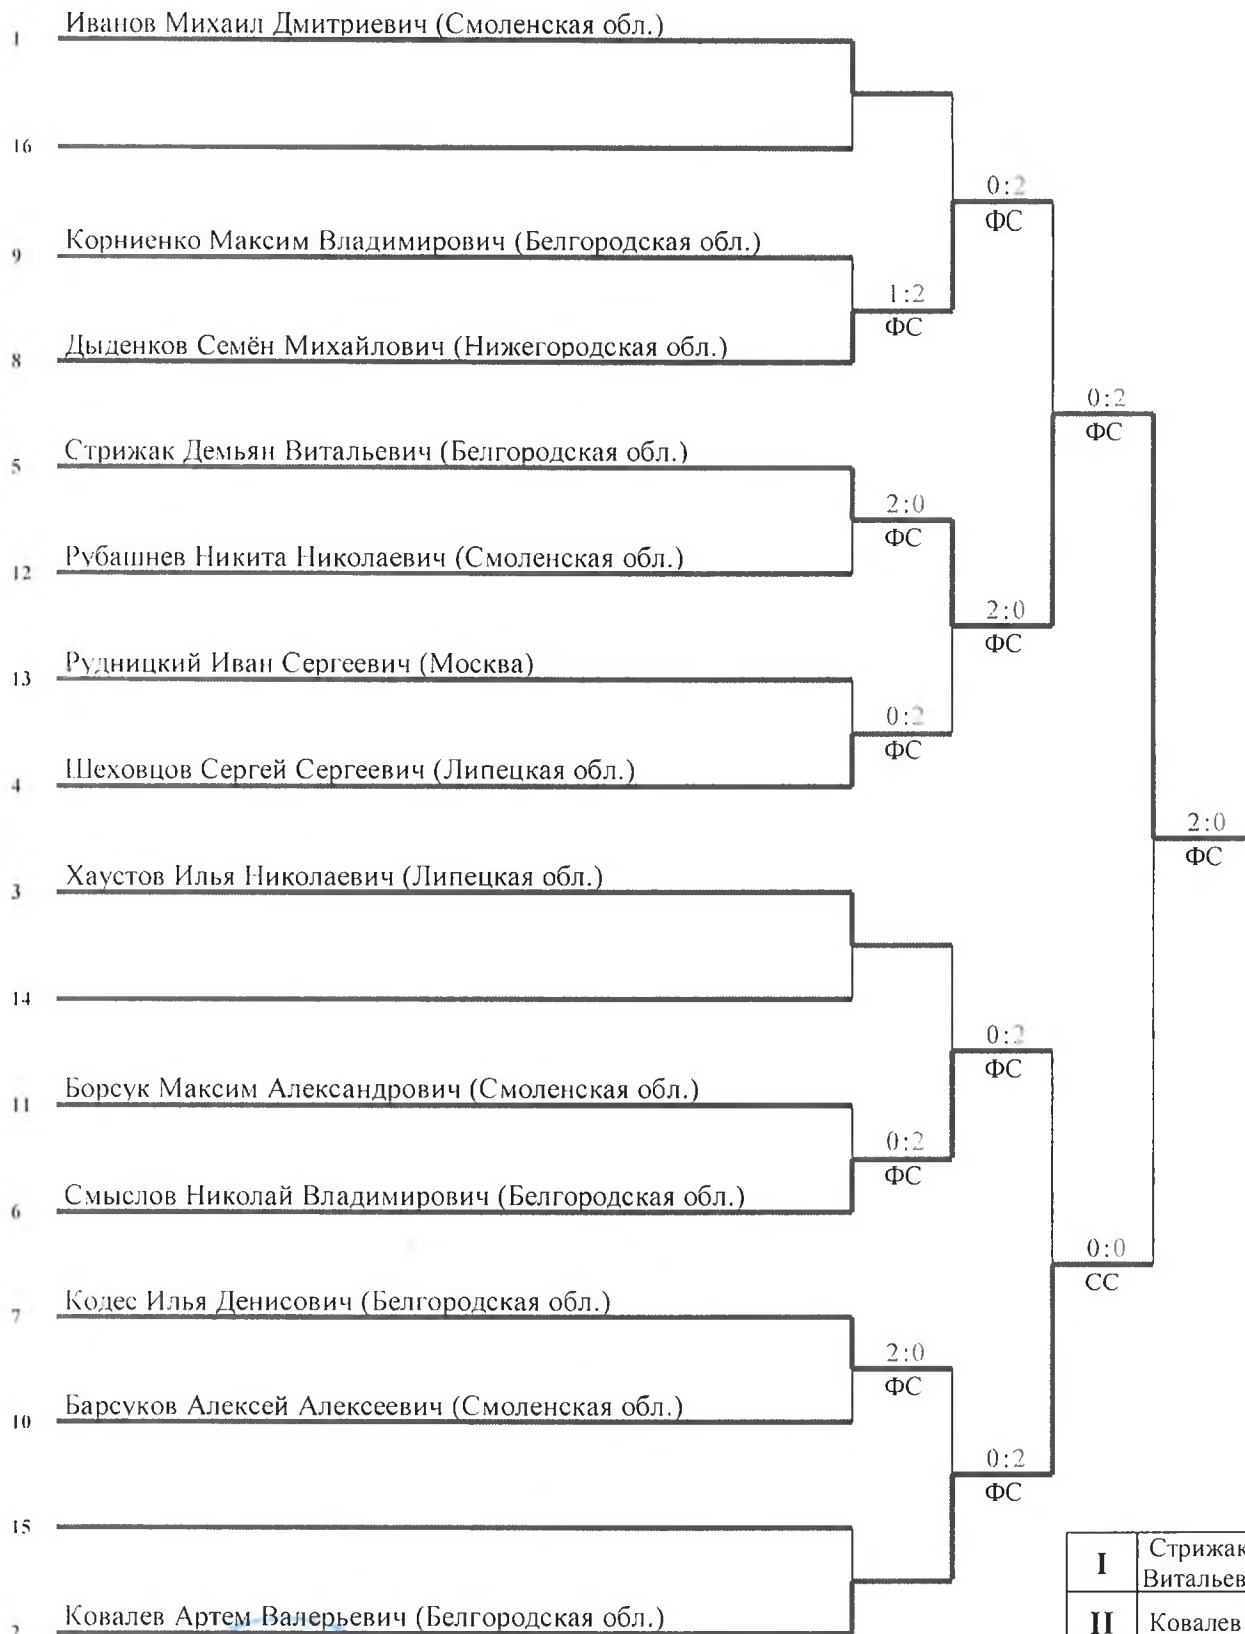 Иванов Михаил Дмитриевич (Смоленская обл.)
1
16
0:2
ФС
Корниенко Максим Владимирович (Белгородская обл.)
9
1:2
ФС
Дыденков Семён Михайлович (Нижегородская обл.)
8
0:2
ФС
Стрижак Демьян Витальевич (Белгородская обл.)
5
2:0
ФС
Рубашнев Никита Николаевич (Смоленская обл.)
12
2:0
ФС
Рудницкий Иван Сергеевич (Москва)
13
0:2
ФС
Шеховцов Сергей Сергеевич (Липецкая обл.)
4
2:0
ФС
Хаустов Илья Николаевич (Липецкая обл.)
3
14
0:2
ФС
Борсук Максим Александрович (Смоленская обл.)
11
0:2
ФС
Смыслов Николай Владимирович (Белгородская обл.)
6
0:0
СС
Кодес Илья Денисович (Белгородская обл.)
7
2:0
ФС
Барсуков Алексей Алексеевич (Смоленская обл.)
10
0:2
ФС
15
I Стрижак
Витальев
Ковалев Артем Валерьевич (Белгородская обл.)
2
II Ковалев